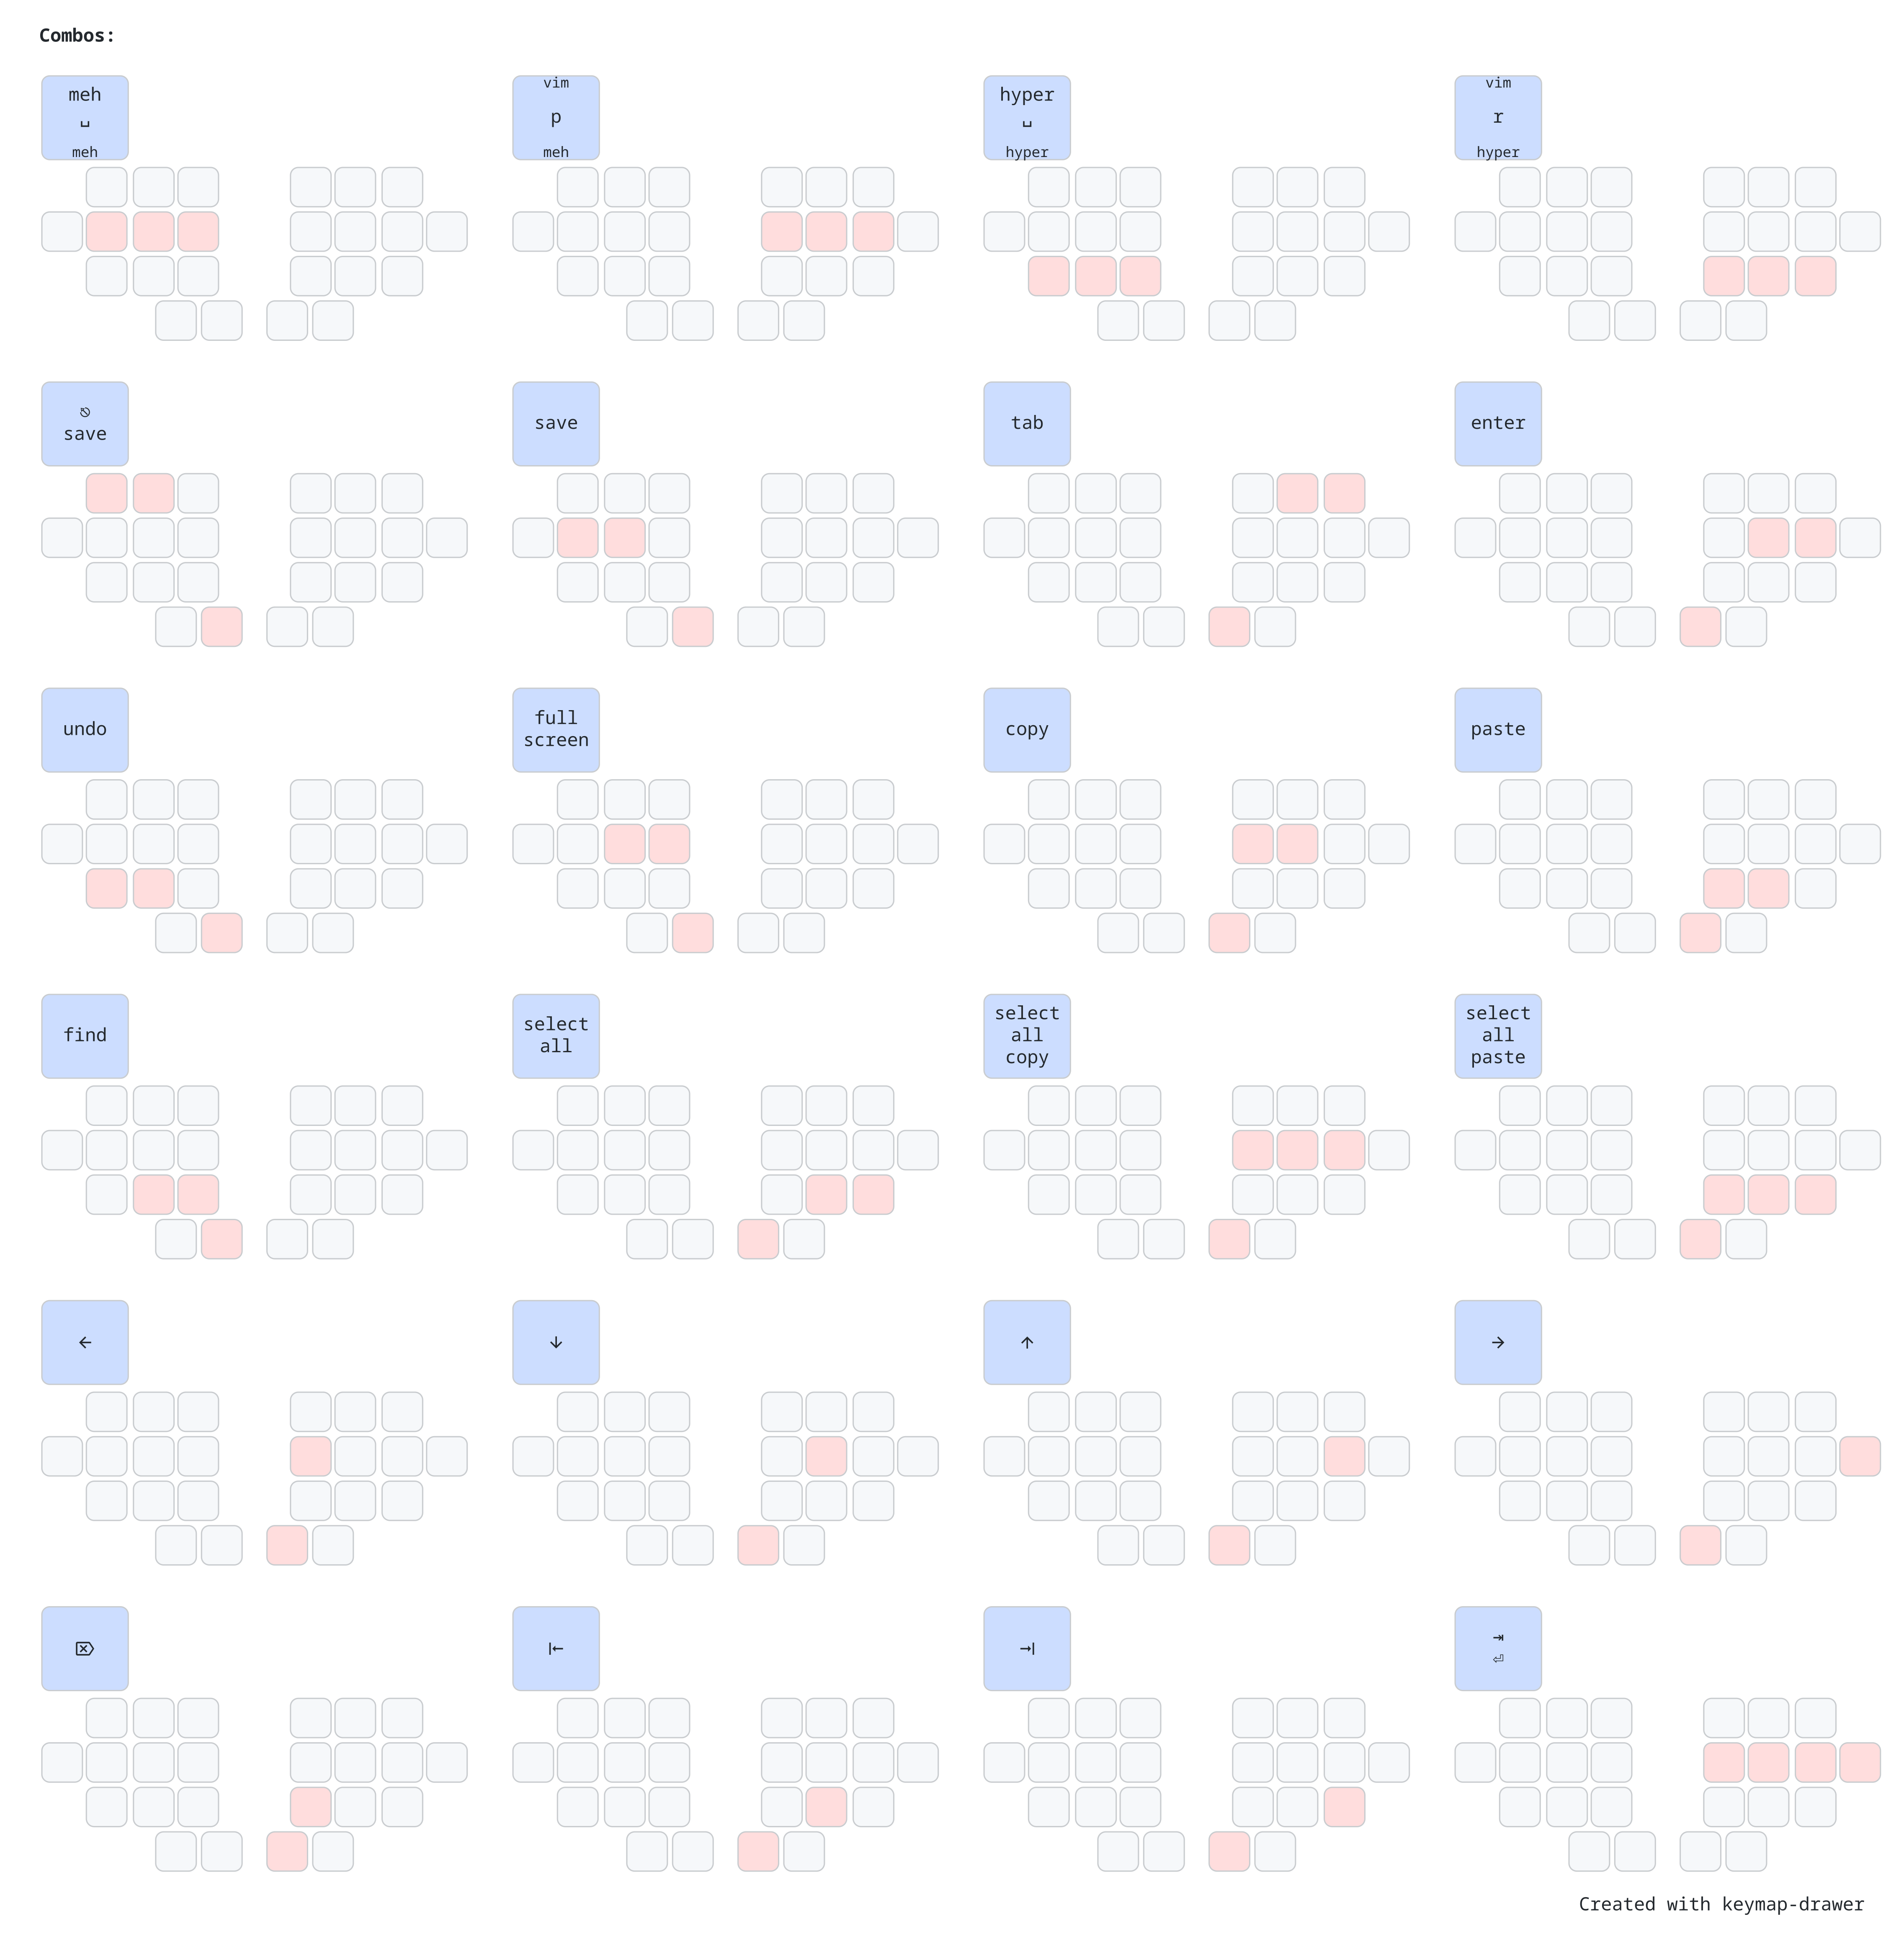 Combos:
meh
␣
meh
vim
p
meh
hyper
␣
hyper
vim
r
hyper
⎋
save
save
tab
enter
undo
full
screen
copy
paste
find
select
all
select
all
copy
select
all
paste
←
↓
↑
→
⌦
⇤
⇥
⇥
⏎
Created with keymap-drawer